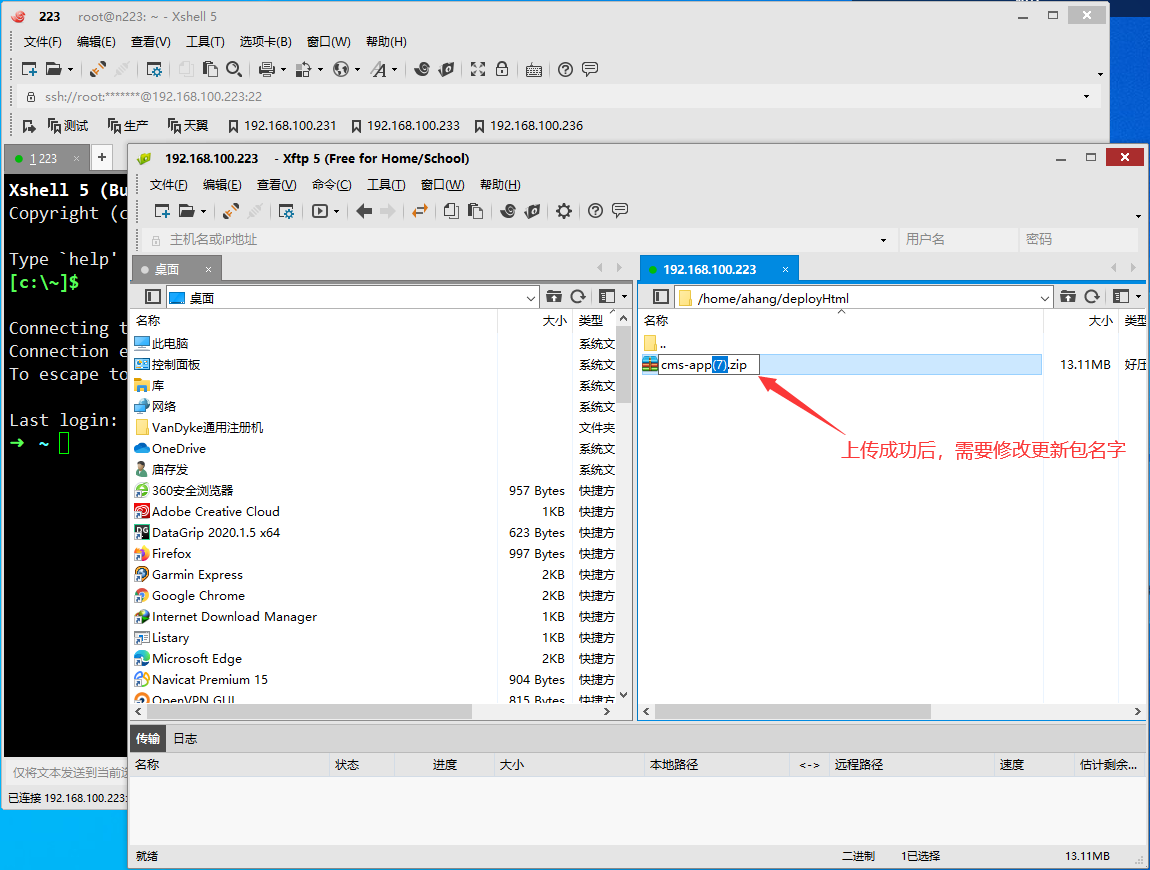 223 root@n223: ~ - Xshell 5
文件(F) 编辑(E) 查看(V) 工具(T) 选项卡(B) 窗口(W) 帮助(H)
ssh://root:*******@192.168.100.223:22
测试 生产 天翼 192.168.100.231 192.168.100.233 192.168.100.236
1 223 × +
Xshell 5 (Bu
Copyright (c
Type `help'
[c:\~]$
Connecting t
Connection e
To escape to
Last login:
➜ ~
仅将文本发送到当前选
已连接 192.168.100.223:
192.168.100.223 - Xftp 5 (Free for Home/School)
文件(F) 编辑(E) 查看(V) 命令(C) 工具(T) 窗口(W) 帮助(H)
主机名或IP地址 用户名 密码
桌面 ×
桌面
名称 大小 类型
此电脑 系统文
控制面板 系统文
库 系统文
网络 系统文
VanDyke通用注册机 文件夹
OneDrive 系统文
庙存发 系统文
360安全浏览器 957 Bytes 快捷方
Adobe Creative Cloud 1KB 快捷方
DataGrip 2020.1.5 x64 623 Bytes 快捷方
Firefox 997 Bytes 快捷方
Garmin Express 2KB 快捷方
Google Chrome 2KB 快捷方
Internet Download Manager 1KB 快捷方
Listary 1KB 快捷方
Microsoft Edge 2KB 快捷方
Navicat Premium 15 904 Bytes 快捷方
OpenVPN GUI 815 Bytes 快捷方
192.168.100.223 ×
/home/ahang/deployHtml
名称 大小 类型
..
cms-app(7).zip 13.11MB 好压
上传成功后，需要修改更新包名字
传输 日志
名称 状态 进度 大小 本地路径 <-> 远程路径 速度 估计剩余...
就绪 二进制 1已选择 13.11MB